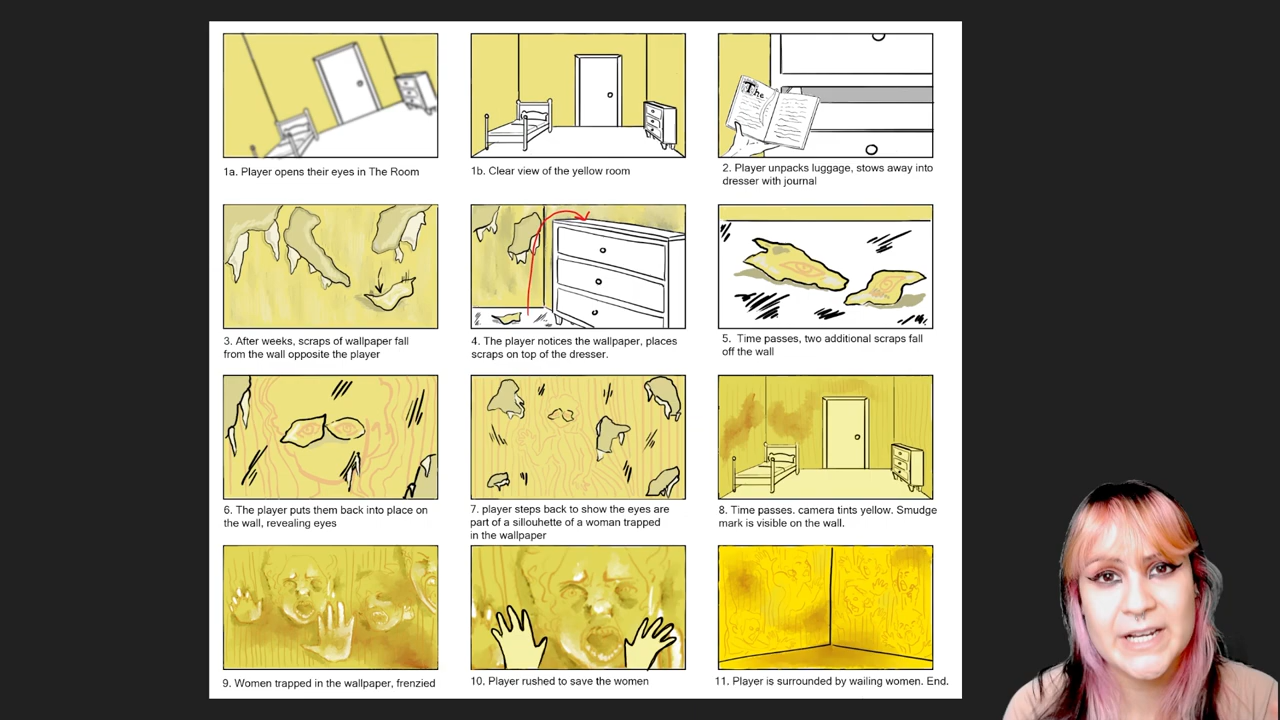 1a. Player opens their eyes in The Room
1b. Clear view of the yellow room
The
2. Player unpacks luggage, stows away into
dresser with journal
3. After weeks, scraps of wallpaper fall
from the wall opposite the player
4. The player notices the wallpaper, places
scraps on top of the dresser.
5. Time passes, two additional scraps fall
off the wall
6. The player puts them back into place on
the wall, revealing eyes
7. player steps back to show the eyes are
part of a sillouhette of a woman trapped
in the wallpaper
8. Time passes. camera tints yellow. Smudge
mark is visible on the wall.
9. Women trapped in the wallpaper, frenzied
10. Player rushed to save the women
11. Player is surrounded by wailing women. End.